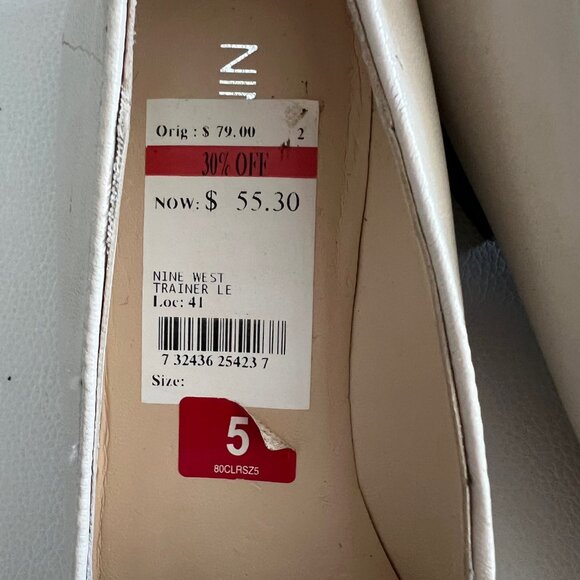 NI
Orig : $ 79.00 2
30% OFF
NOW: $ 55.30
NINE WEST
TRAINER LE
Loc: 41
7 32436 25423 7
Size:
5
80CLRSZ5